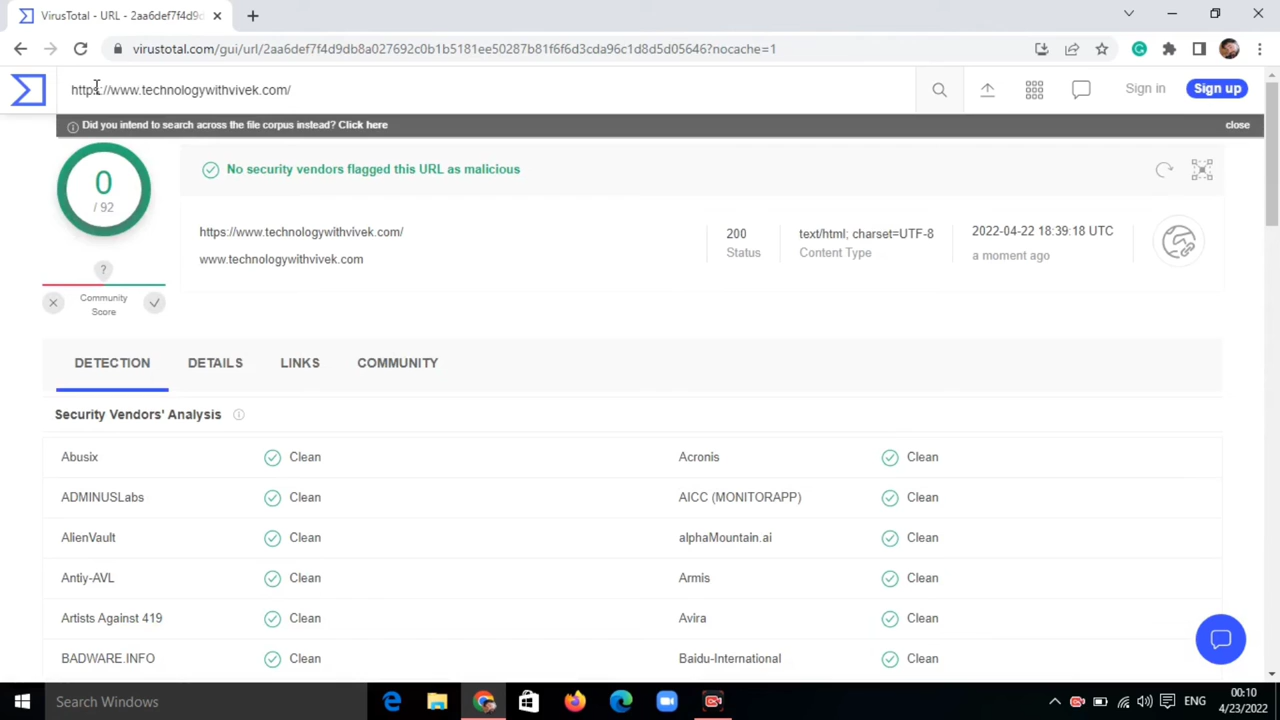 VirusTotal - URL - 2aa6def7f4d9d
virustotal.com/gui/url/2aa6def7f4d9db8a027692c0b1b5181ee50287b81f6f6d3cda96c1d8d5d05646?nocache=1
https://www.technologywithvivek.com/
Sign in
Sign up
Did you intend to search across the file corpus instead? Click here
close
0
/ 92
No security vendors flagged this URL as malicious
https://www.technologywithvivek.com/
www.technologywithvivek.com
200
Status
text/html; charset=UTF-8
Content Type
2022-04-22 18:39:18 UTC
a moment ago
?
Community
Score
DETECTION
DETAILS
LINKS
COMMUNITY
Security Vendors' Analysis
Abusix Clean Acronis Clean
ADMINUSLabs Clean AICC (MONITORAPP) Clean
AlienVault Clean alphaMountain.ai Clean
Antiy-AVL Clean Armis Clean
Artists Against 419 Clean Avira Clean
BADWARE.INFO Clean Baidu-International Clean
Search Windows
ENG
00:10
4/23/2022